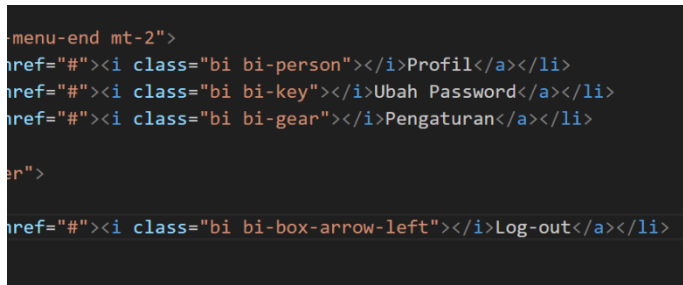 -menu-end mt-2">
href="#"><i class="bi bi-person"></i>Profil</a></li>
href="#"><i class="bi bi-key"></i>Ubah Password</a></li>
href="#"><i class="bi bi-gear"></i>Pengaturan</a></li>
er">
href="#"><i class="bi bi-box-arrow-left"></i>Log-out</a></li>